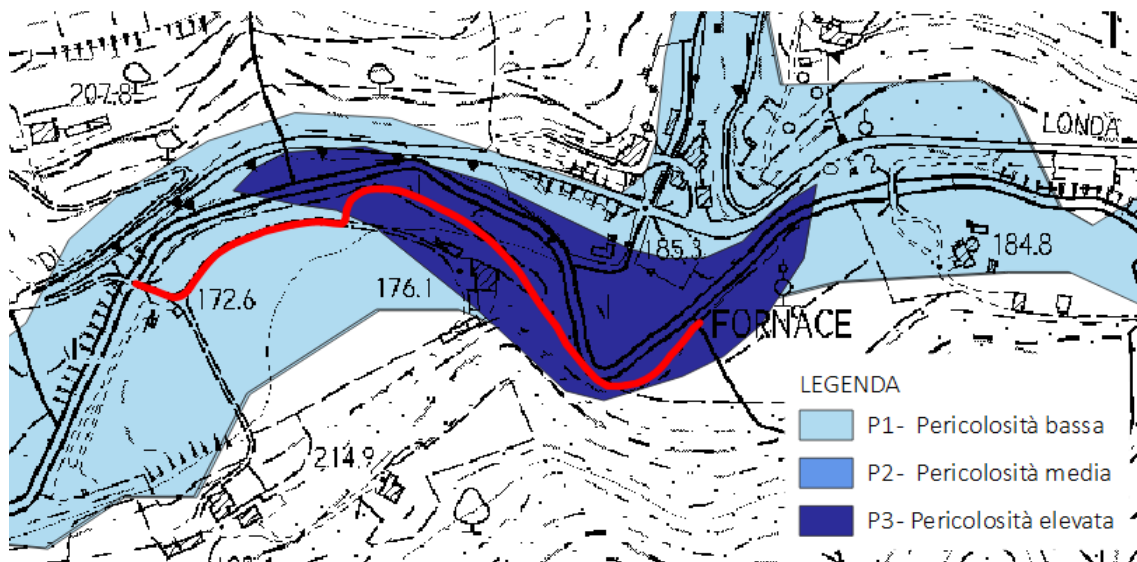 207.8
LONDA
185.3
184.8
172.6
176.1
FORNACE
214.9
LEGENDA
P1- Pericolosità bassa
P2- Pericolosità media
P3- Pericolosità elevata